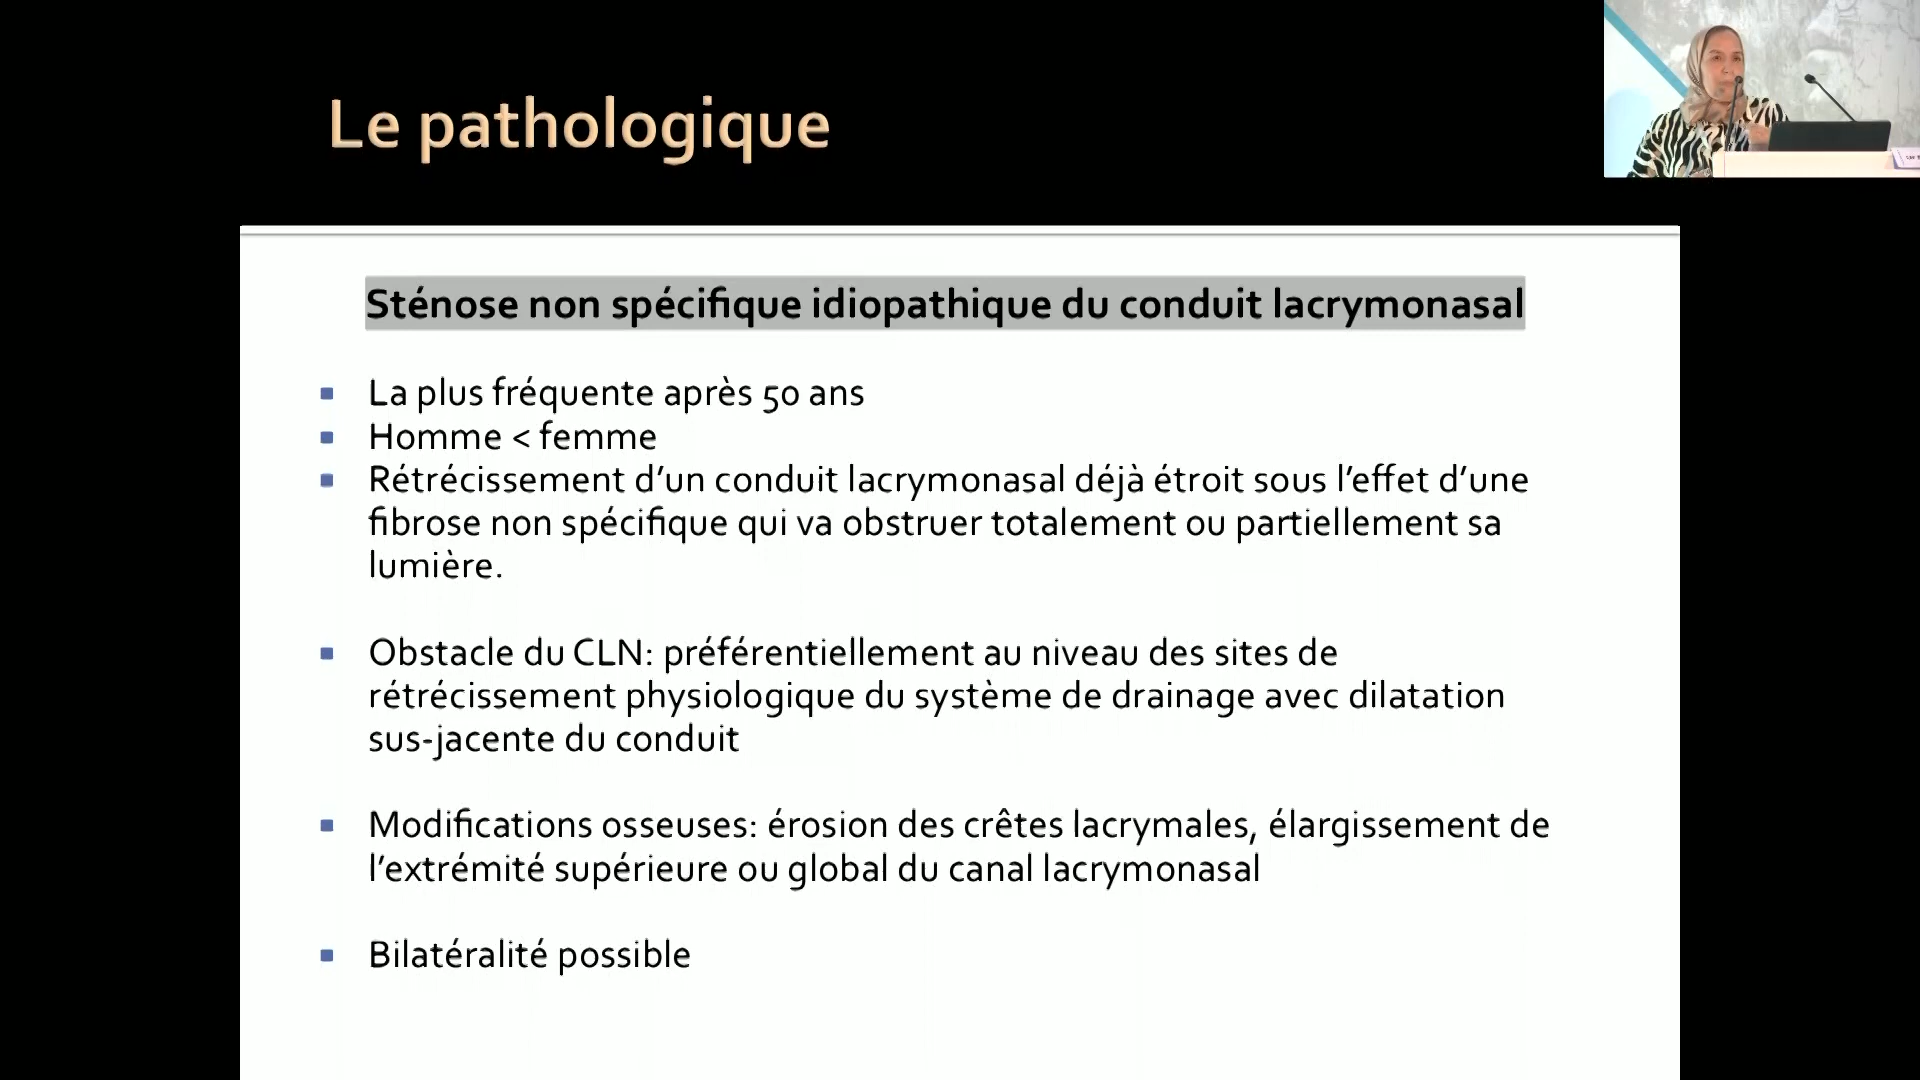 Le pathologique
Sténose non spécifique idiopathique du conduit lacrymonasal
La plus fréquente après 50 ans
Homme < femme
Rétrécissement d’un conduit lacrymonasal déjà étroit sous l’effet d’une
fibrose non spécifique qui va obstruer totalement ou partiellement sa
lumière.
Obstacle du CLN: préférentiellement au niveau des sites de
rétrécissement physiologique du système de drainage avec dilatation
sus-jacente du conduit
Modifications osseuses: érosion des crêtes lacrymales, élargissement de
l’extrémité supérieure ou global du canal lacrymonasal
Bilatéralité possible